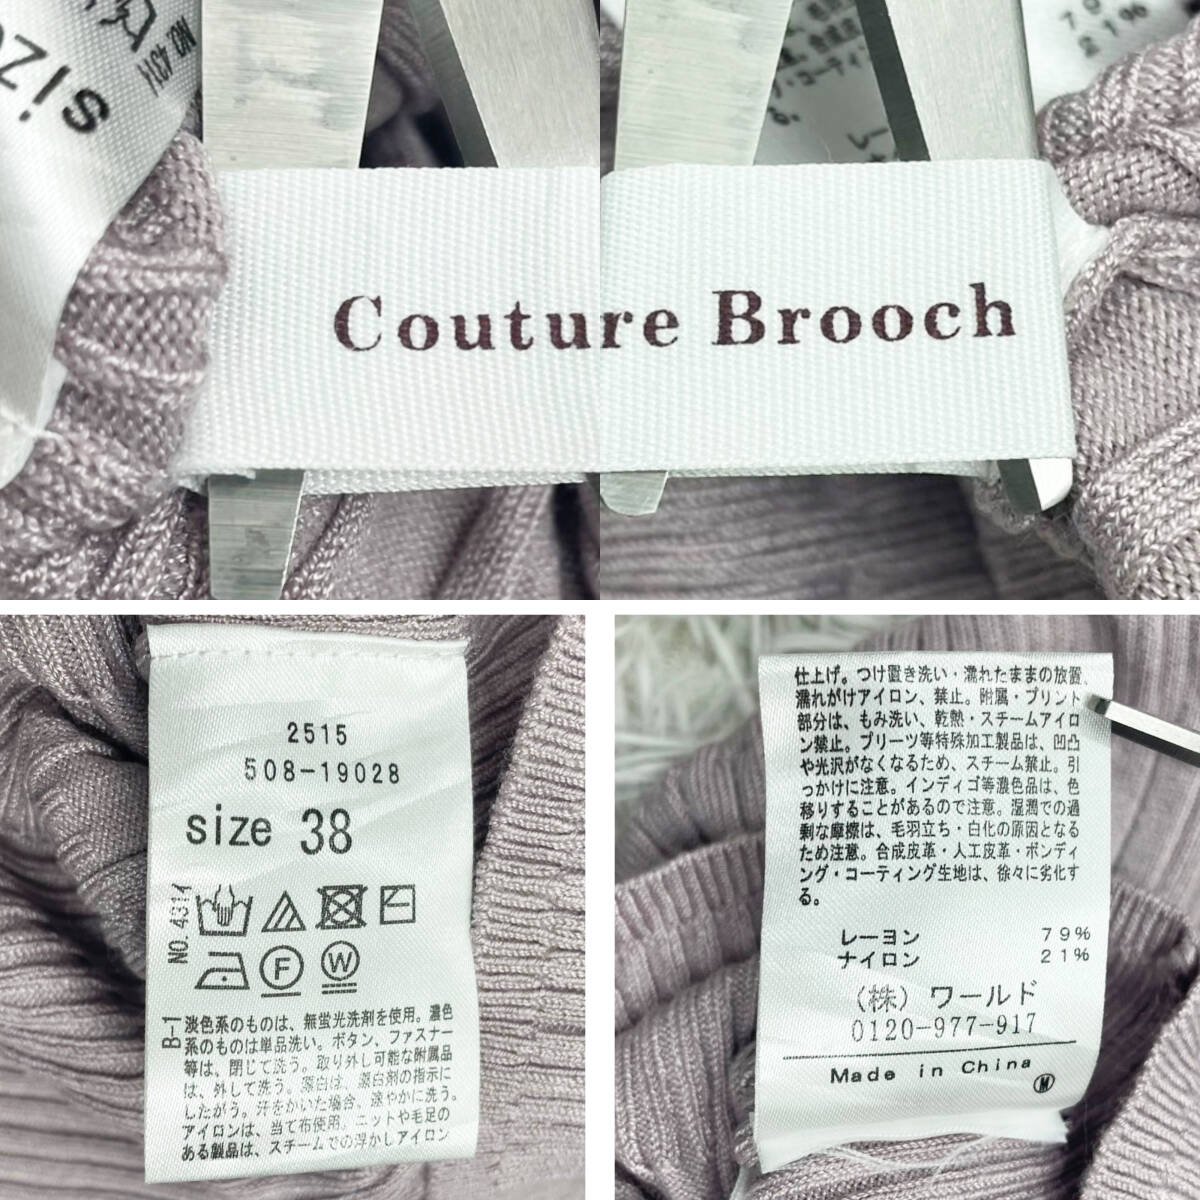 size
NO.4311
Couture Brooch
2515
508-19028
size 38
NO.4311
F
W
B-1
淡色系のものは、無蛍光洗剤を使用。濃色
系のものは単品洗い。ボタン、ファスナー
等は、閉じて洗う。取り外し可能な附属品
は、外して洗う。漂白は、漂白剤の指示に
したがう。汗をかいた場合、速やかに洗う。
アイロンは、当て布使用。ニットや毛足の
ある製品は、スチームでの浮かしアイロン
仕上げ。つけ置き洗い・濡れたままの放置、
濡れがけアイロン、禁止。附属・プリント
部分は、もみ洗い、乾熱・スチームアイロ
ン禁止。プリーツ等特殊加工製品は、凹凸
や光沢がなくなるため、スチーム禁止。引
っかけに注意。インディゴ等濃色品は、色
移りすることがあるので注意。湿潤での過
剰な摩擦は、毛羽立ち・白化の原因となる
ため注意。合成皮革・人工皮革・ボンディ
ング・コーティング生地は、徐々に劣化す
る。
レーヨン 79%
ナイロン 21%
(株) ワールド
0120-977-917
Made in China
M